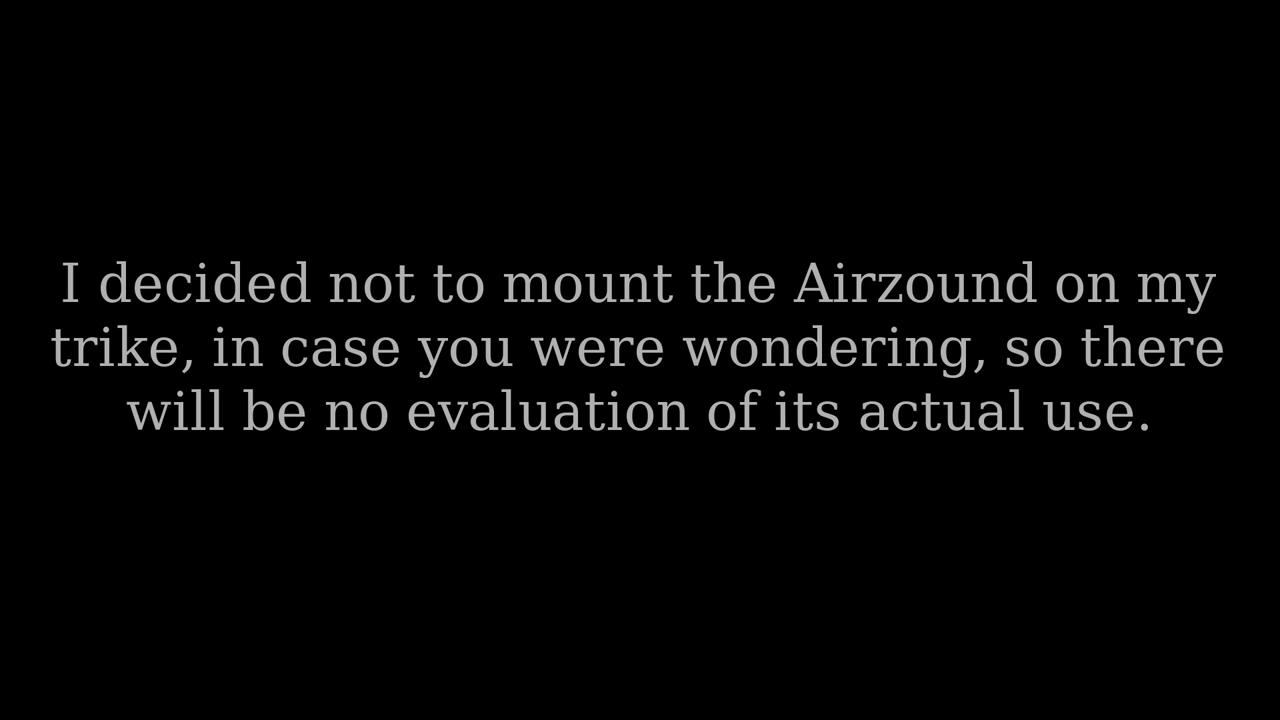 I decided not to mount the Airzound on my
trike, in case you were wondering, so there
will be no evaluation of its actual use.